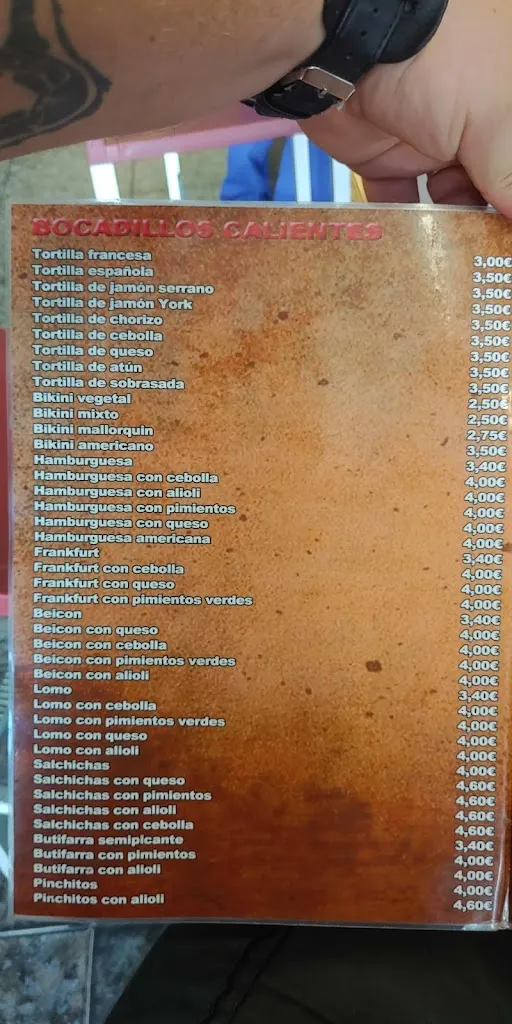 BOCADILLOS CALIENTES
Tortilla francesa 3,00€
Tortilla española 3,50€
Tortilla de jamón serrano 3,50€
Tortilla de jamón York 3,50€
Tortilla de chorizo 3,50€
Tortilla de cebolla 3,50€
Tortilla de queso 3,50€
Tortilla de atún 3,50€
Tortilla de sobrasada 3,50€
Bikini vegetal 2,50€
Bikini mixto 2,50€
Bikini mallorquin 2,75€
Bikini americano 3,50€
Hamburguesa 3,40€
Hamburguesa con cebolla 4,00€
Hamburguesa con alioli 4,00€
Hamburguesa con pimientos 4,00€
Hamburguesa con queso 4,00€
Hamburguesa americana 4,00€
Frankfurt 3,40€
Frankfurt con cebolla 4,00€
Frankfurt con queso 4,00€
Frankfurt con pimientos verdes 4,00€
Beicon 3,40€
Beicon con queso 4,00€
Beicon con cebolla 4,00€
Beicon con pimientos verdes 4,00€
Beicon con alioli 4,00€
Lomo 3,40€
Lomo con cebolla 4,00€
Lomo con pimientos verdes 4,00€
Lomo con queso 4,00€
Lomo con alioli 4,00€
Salchichas 4,00€
Salchichas con queso 4,60€
Salchichas con pimientos 4,60€
Salchichas con alioli 4,60€
Salchichas con cebolla 4,60€
Butifarra semipicante 3,40€
Butifarra con pimientos 4,00€
Butifarra con alioli 4,00€
Pinchitos 4,00€
Pinchitos con alioli 4,60€